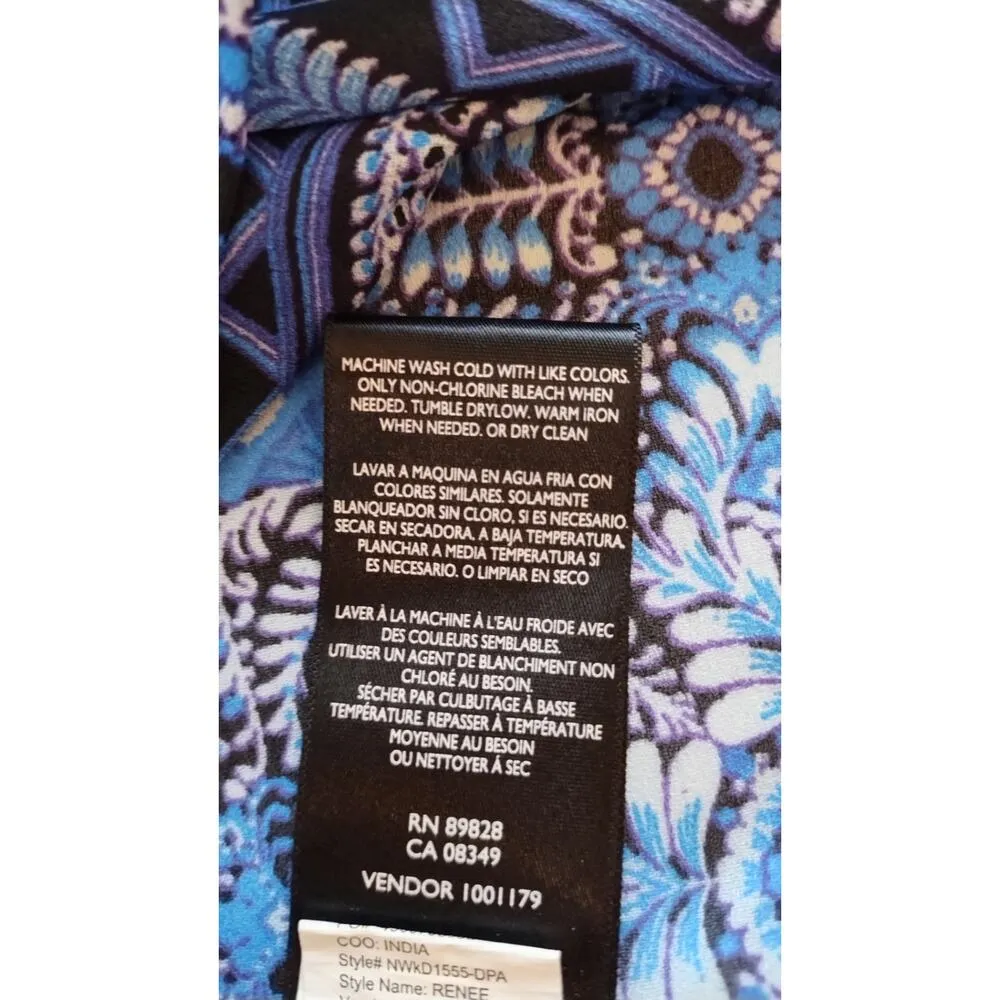 MACHINE WASH COLD WITH LIKE COLORS.
ONLY NON-CHLORINE BLEACH WHEN
NEEDED. TUMBLE DRYLOW. WARM IRON
WHEN NEEDED. OR DRY CLEAN
LAVAR A MAQUINA EN AGUA FRIA CON
COLORES SIMILARES. SOLAMENTE
BLANQUEADOR SIN CLORO, SI ES NECESARIO.
SECAR EN SECADORA. A BAJA TEMPERATURA.
PLANCHAR A MEDIA TEMPERATURA SI
ES NECESARIO. O LIMPIAR EN SECO
LAVER À LA MACHINE À L'EAU FROIDE AVEC
DES COULEURS SEMBLABLES.
UTILISER UN AGENT DE BLANCHIMENT NON
CHLORÉ AU BESOIN.
SÉCHER PAR CULBUTAGE À BASSE
TEMPÉRATURE. REPASSER À TEMPÉRATURE
MOYENNE AU BESOIN
OU NETTOYER À SEC
RN 89828
CA 08349
VENDOR 1001179
COO: INDIA
Style# NWkD1555-DPA
Style Name: RENEE